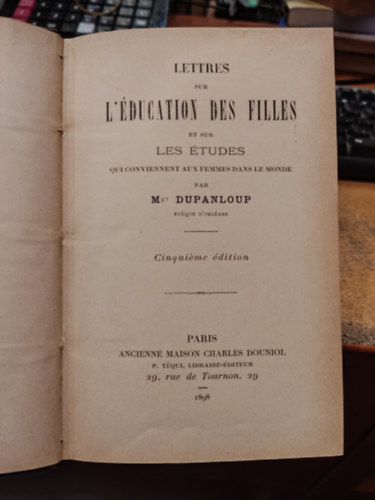 LETTRES
SUR
L'ÉDUCATION DES FILLES
ET SUR
LES ÉTUDES
QUI CONVIENNENT AUX FEMMES DANS LE MONDE
PAR
Mgr DUPANLOUP
ÉVÊQUE D'ORLÉANS
Cinquième édition
PARIS
ANCIENNE MAISON CHARLES DOUNIOL
P. TÉQUI, LIBRAIRE-ÉDITEUR
29, rue de Tournon, 29
1898